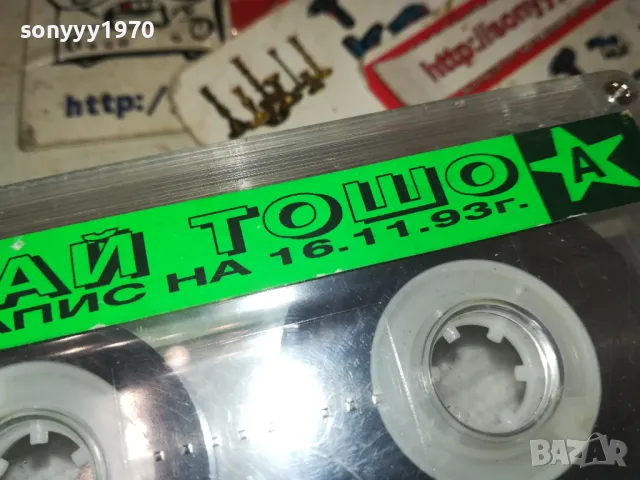 sonyyy1970
http:/
http://sonyy
АЙ ТОШО
АПИС НА 16.11.93г.
A
BAZAR